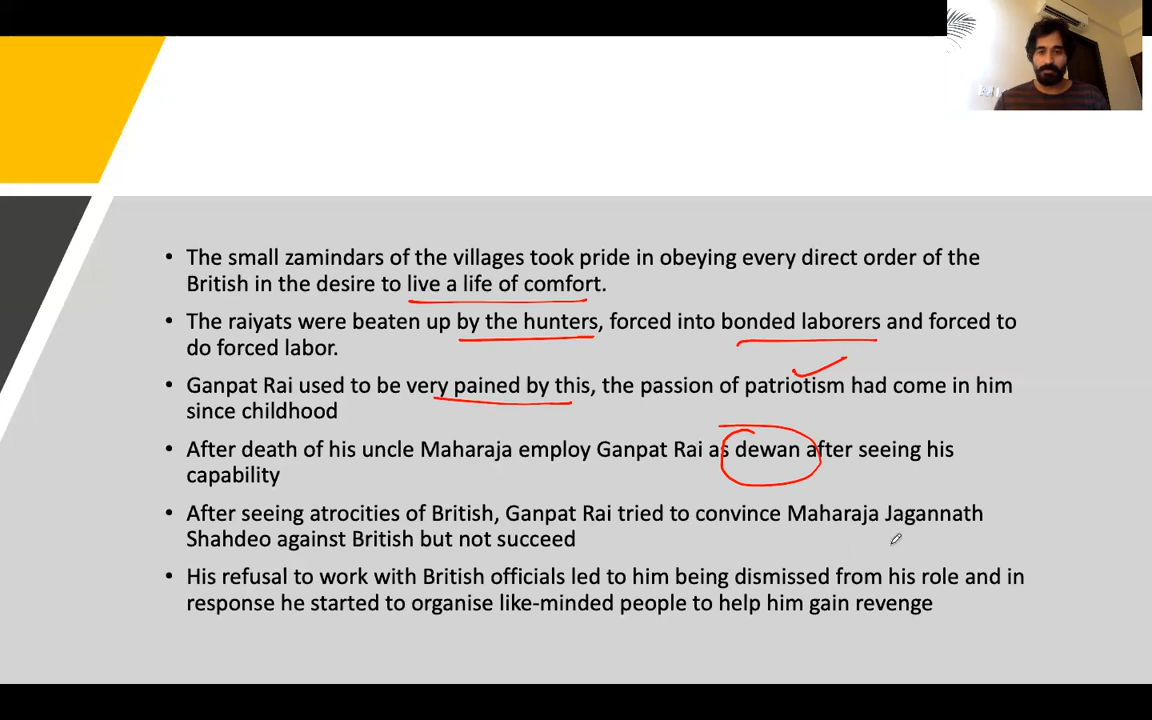 • The small zamindars of the villages took pride in obeying every direct order of the
British in the desire to live a life of comfort.
• The raiyats were beaten up by the hunters, forced into bonded laborers and forced to
do forced labor.
• Ganpat Rai used to be very pained by this, the passion of patriotism had come in him
since childhood
• After death of his uncle Maharaja employ Ganpat Rai as dewan after seeing his
capability
• After seeing atrocities of British, Ganpat Rai tried to convince Maharaja Jagannath
Shahdeo against British but not succeed
• His refusal to work with British officials led to him being dismissed from his role and in
response he started to organise like-minded people to help him gain revenge